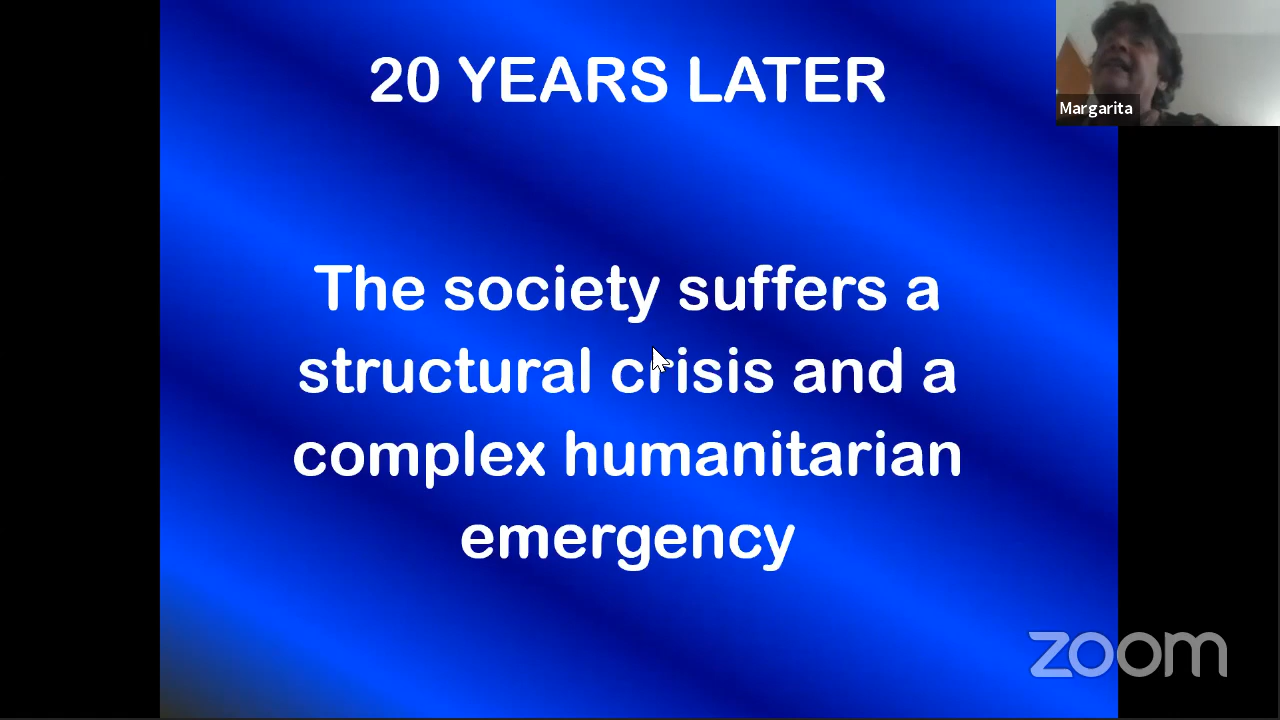 20 YEARS LATER
Margarita
The society suffers a
structural crisis and a
complex humanitarian
emergency
zoom